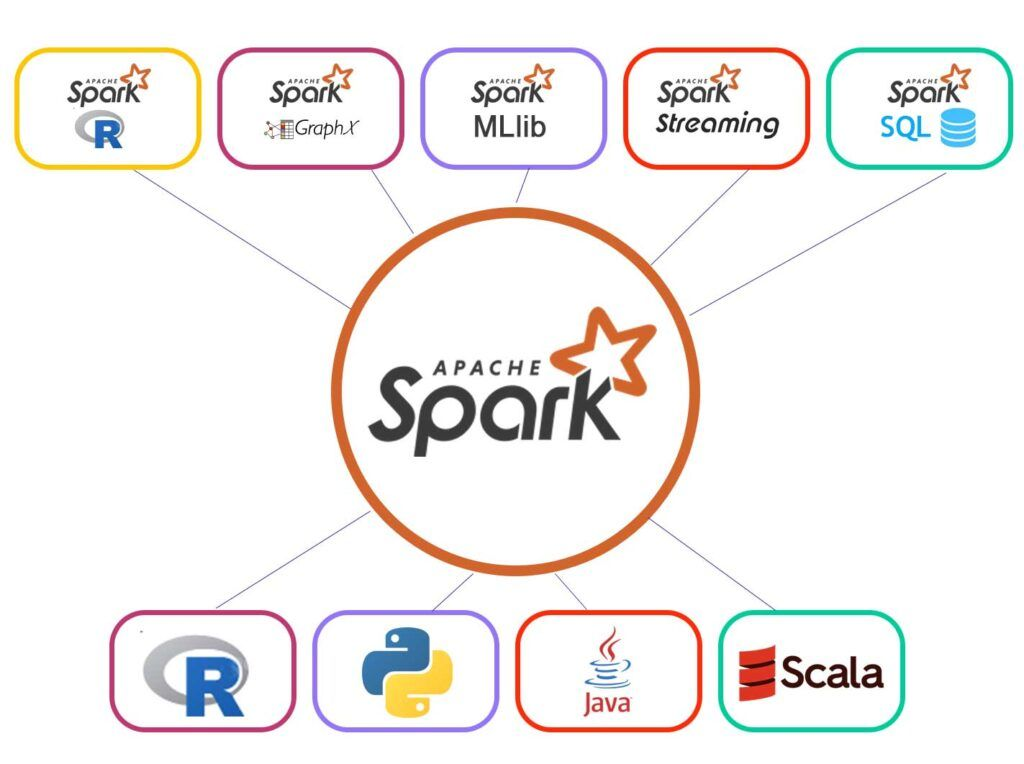 APACHE
Spark
R
APACHE
Spark
GraphX
APACHE
Spark
MLlib
APACHE
Spark
Streaming
APACHE
Spark
SQL
APACHE
Spark
R
Java
Scala